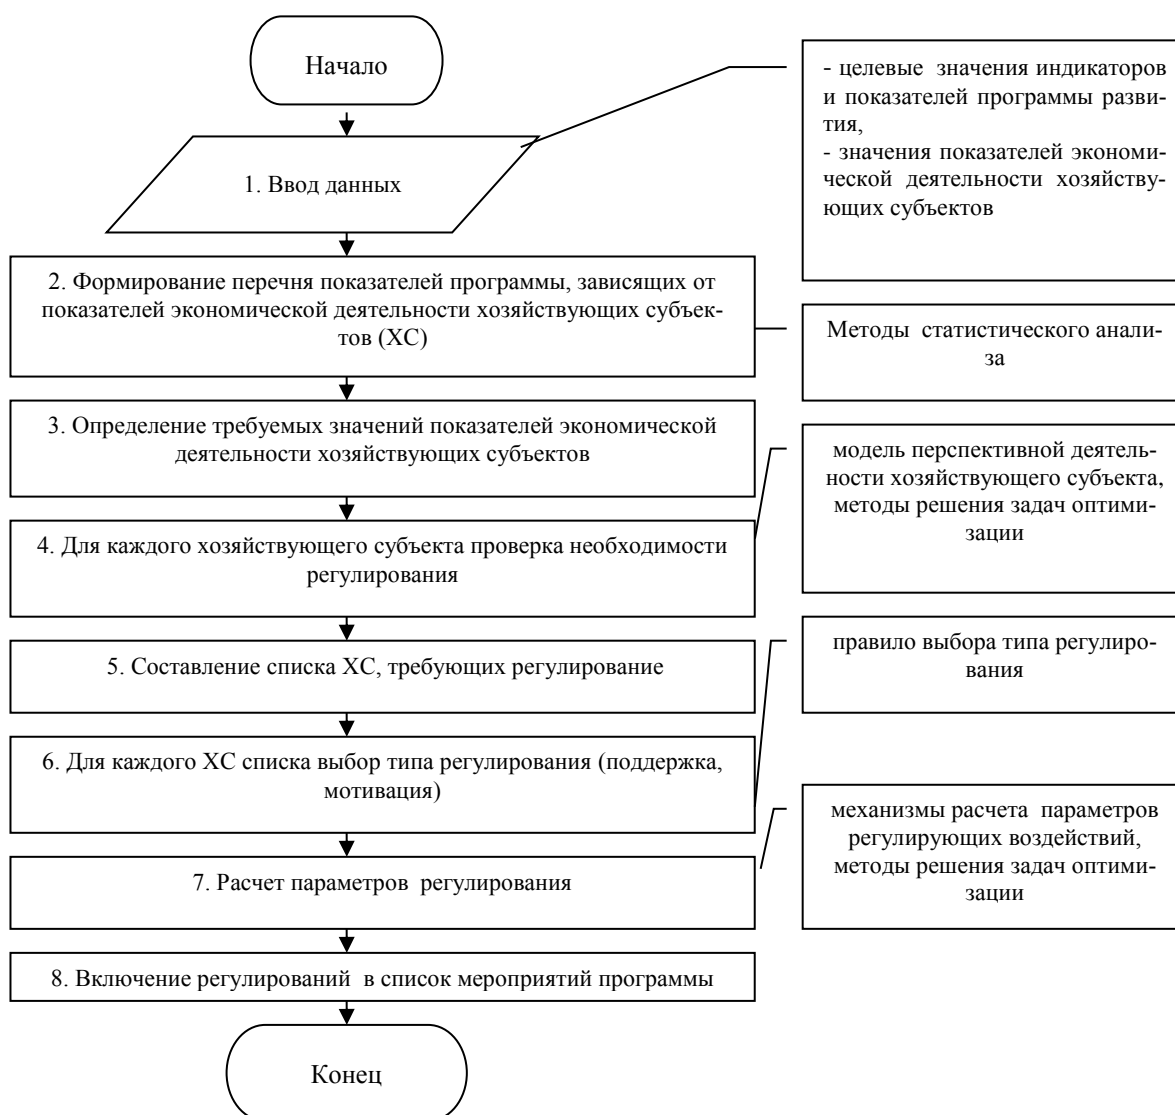 Начало
- целевые значения индикаторов
и показателей программы разви-
тия,
- значения показателей экономи-
ческой деятельности хозяйству-
ющих субъектов
1. Ввод данных
2. Формирование перечня показателей программы, зависящих от
показателей экономической деятельности хозяйствующих субъек-
тов (ХС)
Методы статистического анали-
за
3. Определение требуемых значений показателей экономической
деятельности хозяйствующих субъектов
модель перспективной деятель-
ности хозяйствующего субъекта,
методы решения задач оптими-
зации
4. Для каждого хозяйствующего субъекта проверка необходимости
регулирования
5. Составление списка ХС, требующих регулирование
правило выбора типа регулиро-
вания
6. Для каждого ХС списка выбор типа регулирования (поддержка,
мотивация)
механизмы расчета параметров
регулирующих воздействий,
методы решения задач оптими-
зации
7. Расчет параметров регулирования
8. Включение регулирований в список мероприятий программы
Конец